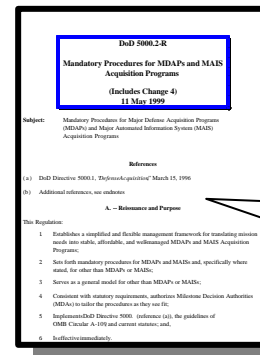 DoD 5000.2-R
Mandatory Procedures for MDAPs and MAIS
Acquisition Programs
(Includes Change 4)
11 May 1999
Subject: Mandatory Procedures for Major Defense Acquisition Programs
(MDAPs) and Major Automated Information System (MAIS)
Acquisition Programs
References
(a) DoD Directive 5000.1, "Defense Acquisition," March 15, 1996
(b) Additional references, see endnotes
A. -- Reissuance and Purpose
This Regulation:
1 Establishes a simplified and flexible management framework for translating mission
needs into stable, affordable, and wellmanaged MDAPs and MAIS Acquisition
Programs;
2 Sets forth mandatory procedures for MDAPs and MAISs and, specifically where
stated, for other than MDAPs or MAISs;
3 Serves as a general model for other than MDAPs or MAISs;
4 Consistent with statutory requirements, authorizes Milestone Decision Authorities
(MDAs) to tailor the procedures as they see fit;
5 Implements DoD Directive 5000. (reference (a)), the guidelines of
OMB Circular A-109 and current statutes; and,
6 Is effective immediately.